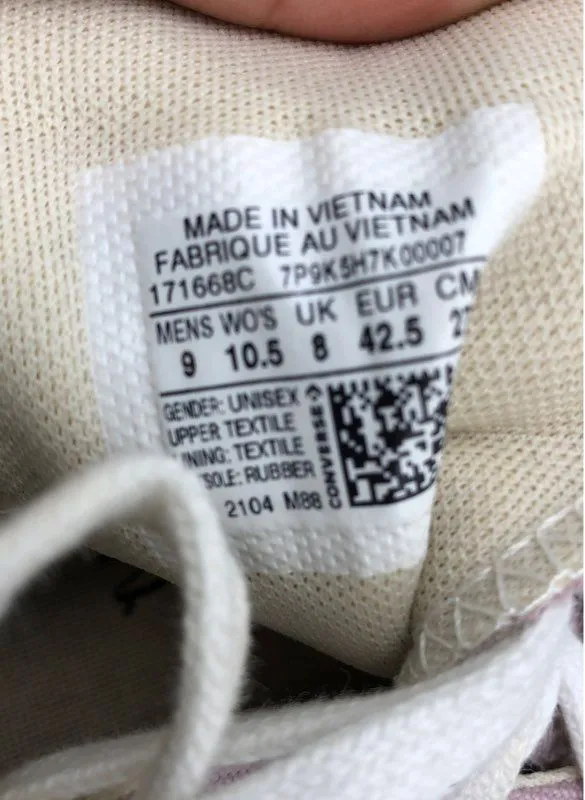 MADE IN VIETNAM
FABRIQUE AU VIETNAM
171668C 7P9K5H7K00007
MENS WO'S UK EUR CM
9 10.5 8 42.5
GENDER: UNISEX
UPPER TEXTILE
LINING: TEXTILE
SOLE: RUBBER
2104 M88
CONVERSE